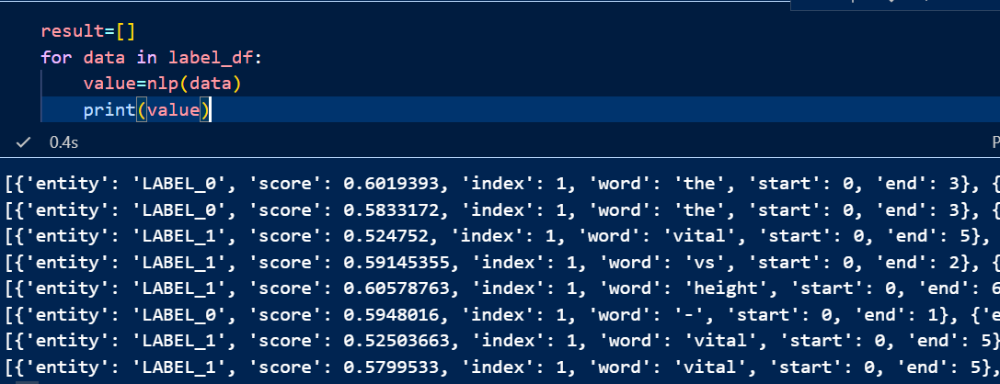 result=[]
for data in label_df:
value=nlp(data)
print(value)
0.4s
[{'entity': 'LABEL_0', 'score': 0.6019393, 'index': 1, 'word': 'the', 'start': 0, 'end': 3}, {
[{'entity': 'LABEL_0', 'score': 0.5833172, 'index': 1, 'word': 'the', 'start': 0, 'end': 3}, {
[{'entity': 'LABEL_1', 'score': 0.524752, 'index': 1, 'word': 'vital', 'start': 0, 'end': 5},
[{'entity': 'LABEL_1', 'score': 0.59145355, 'index': 1, 'word': 'vs', 'start': 0, 'end': 2}, {
[{'entity': 'LABEL_1', 'score': 0.60578763, 'index': 1, 'word': 'height', 'start': 0, 'end': 6
[{'entity': 'LABEL_0', 'score': 0.5948016, 'index': 1, 'word': '-', 'start': 0, 'end': 1}, {'e
[{'entity': 'LABEL_1', 'score': 0.52503663, 'index': 1, 'word': 'vital', 'start': 0, 'end': 5}
[{'entity': 'LABEL_1', 'score': 0.5799533, 'index': 1, 'word': 'vital', 'start': 0, 'end': 5},